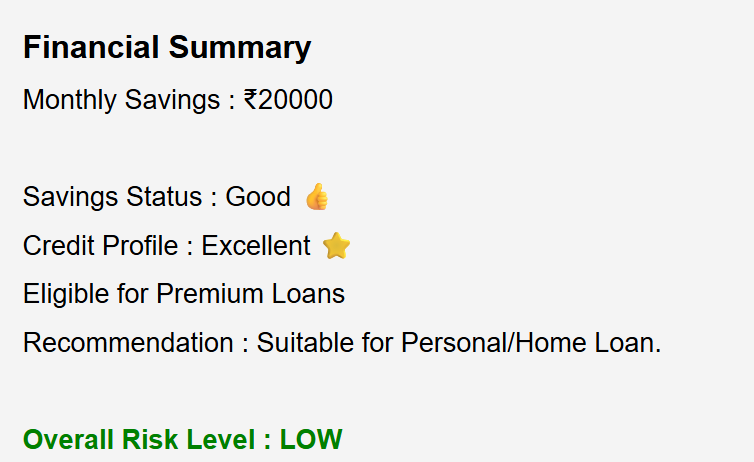 Financial Summary
Monthly Savings : ₹20000
Savings Status : Good 👍
Credit Profile : Excellent ⭐
Eligible for Premium Loans
Recommendation : Suitable for Personal/Home Loan.
Overall Risk Level : LOW